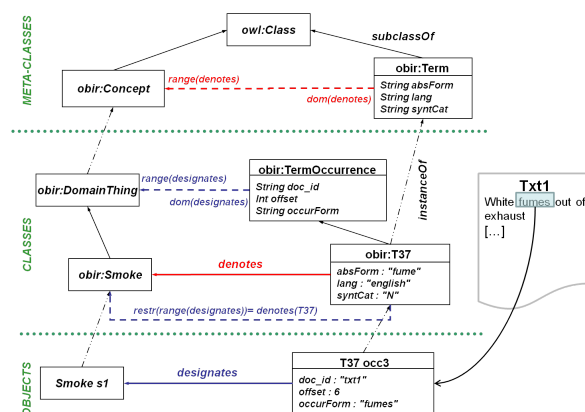 META-CLASSES
owl:Class
subclassOf
obir:Concept
range(denotes)
dom(denotes)
obir:Term
String absForm
String lang
String syntCat
CLASSES
obir:DomainThing
range(designates)
dom(designates)
obir:TermOccurrence
String doc_id
Int offset
String occurForm
instanceOf
Txt1
White fumes out of
exhaust
[...]
obir:Smoke
denotes
obir:T37
absForm : "fume"
lang : "english"
syntCat : "N"
restr(range(designates))= denotes(T37)
OBJECTS
Smoke s1
designates
T37 occ3
doc_id : "txt1"
offset : 6
occurForm : "fumes"